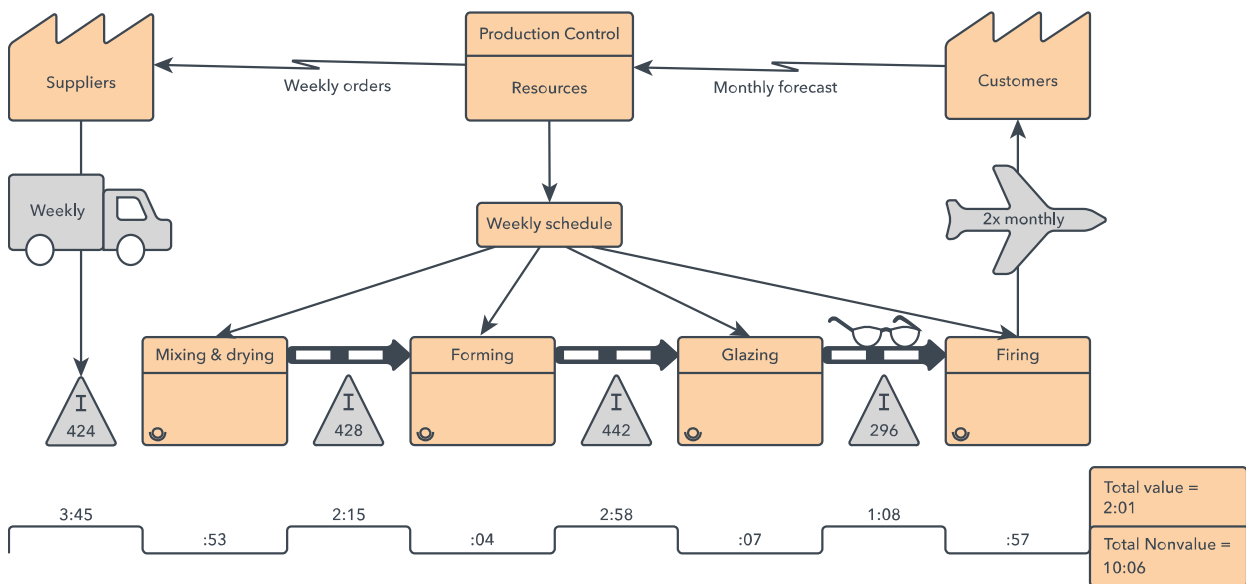 Production Control
Suppliers
Resources
Customers
Weekly orders
Monthly forecast
Weekly
Weekly schedule
2x monthly
Mixing & drying
Forming
Glazing
Firing
I
424
I
428
I
442
I
296
3:45
:53
2:15
:04
2:58
:07
1:08
:57
Total value =
2:01
Total Nonvalue =
10:06